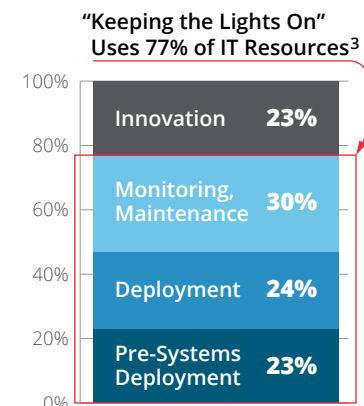 “Keeping the Lights On”
Uses 77% of IT Resources3
100%
Innovation 23%
80%
Monitoring,
Maintenance 30%
60%
40%
Deployment 24%
20%
Pre-Systems
Deployment 23%
0%